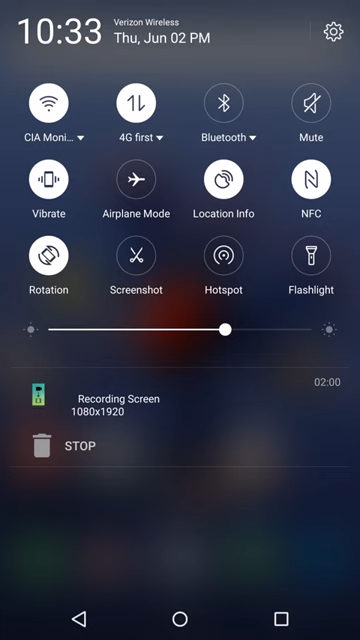 10:33
Verizon Wireless
Thu, Jun 02 PM
CIA Moni...
4G first
Bluetooth
Mute
Vibrate
Airplane Mode
Location Info
NFC
Rotation
Screenshot
Hotspot
Flashlight
02:00
Recording Screen
1080x1920
STOP